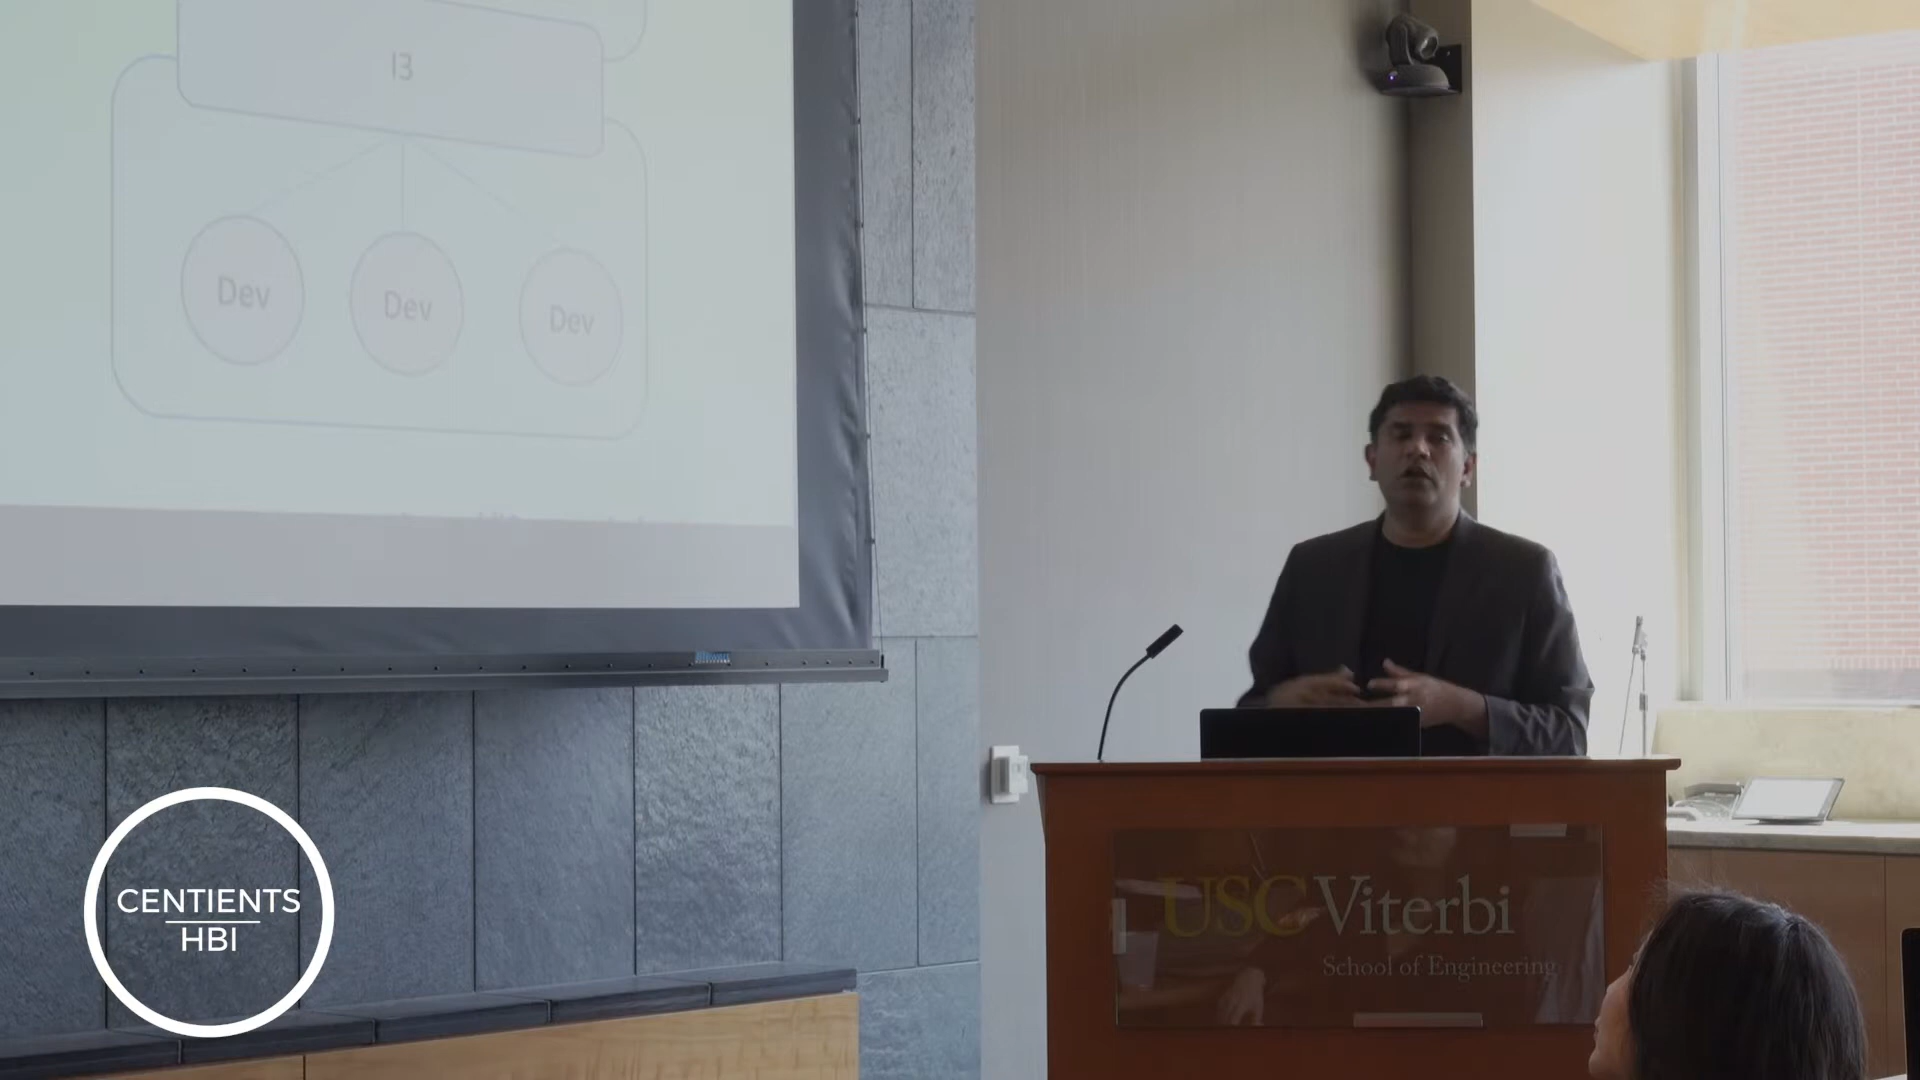 I3
Dev
Dev
Dev
CENTIENTS
HBI
USC Viterbi
School of Engineering